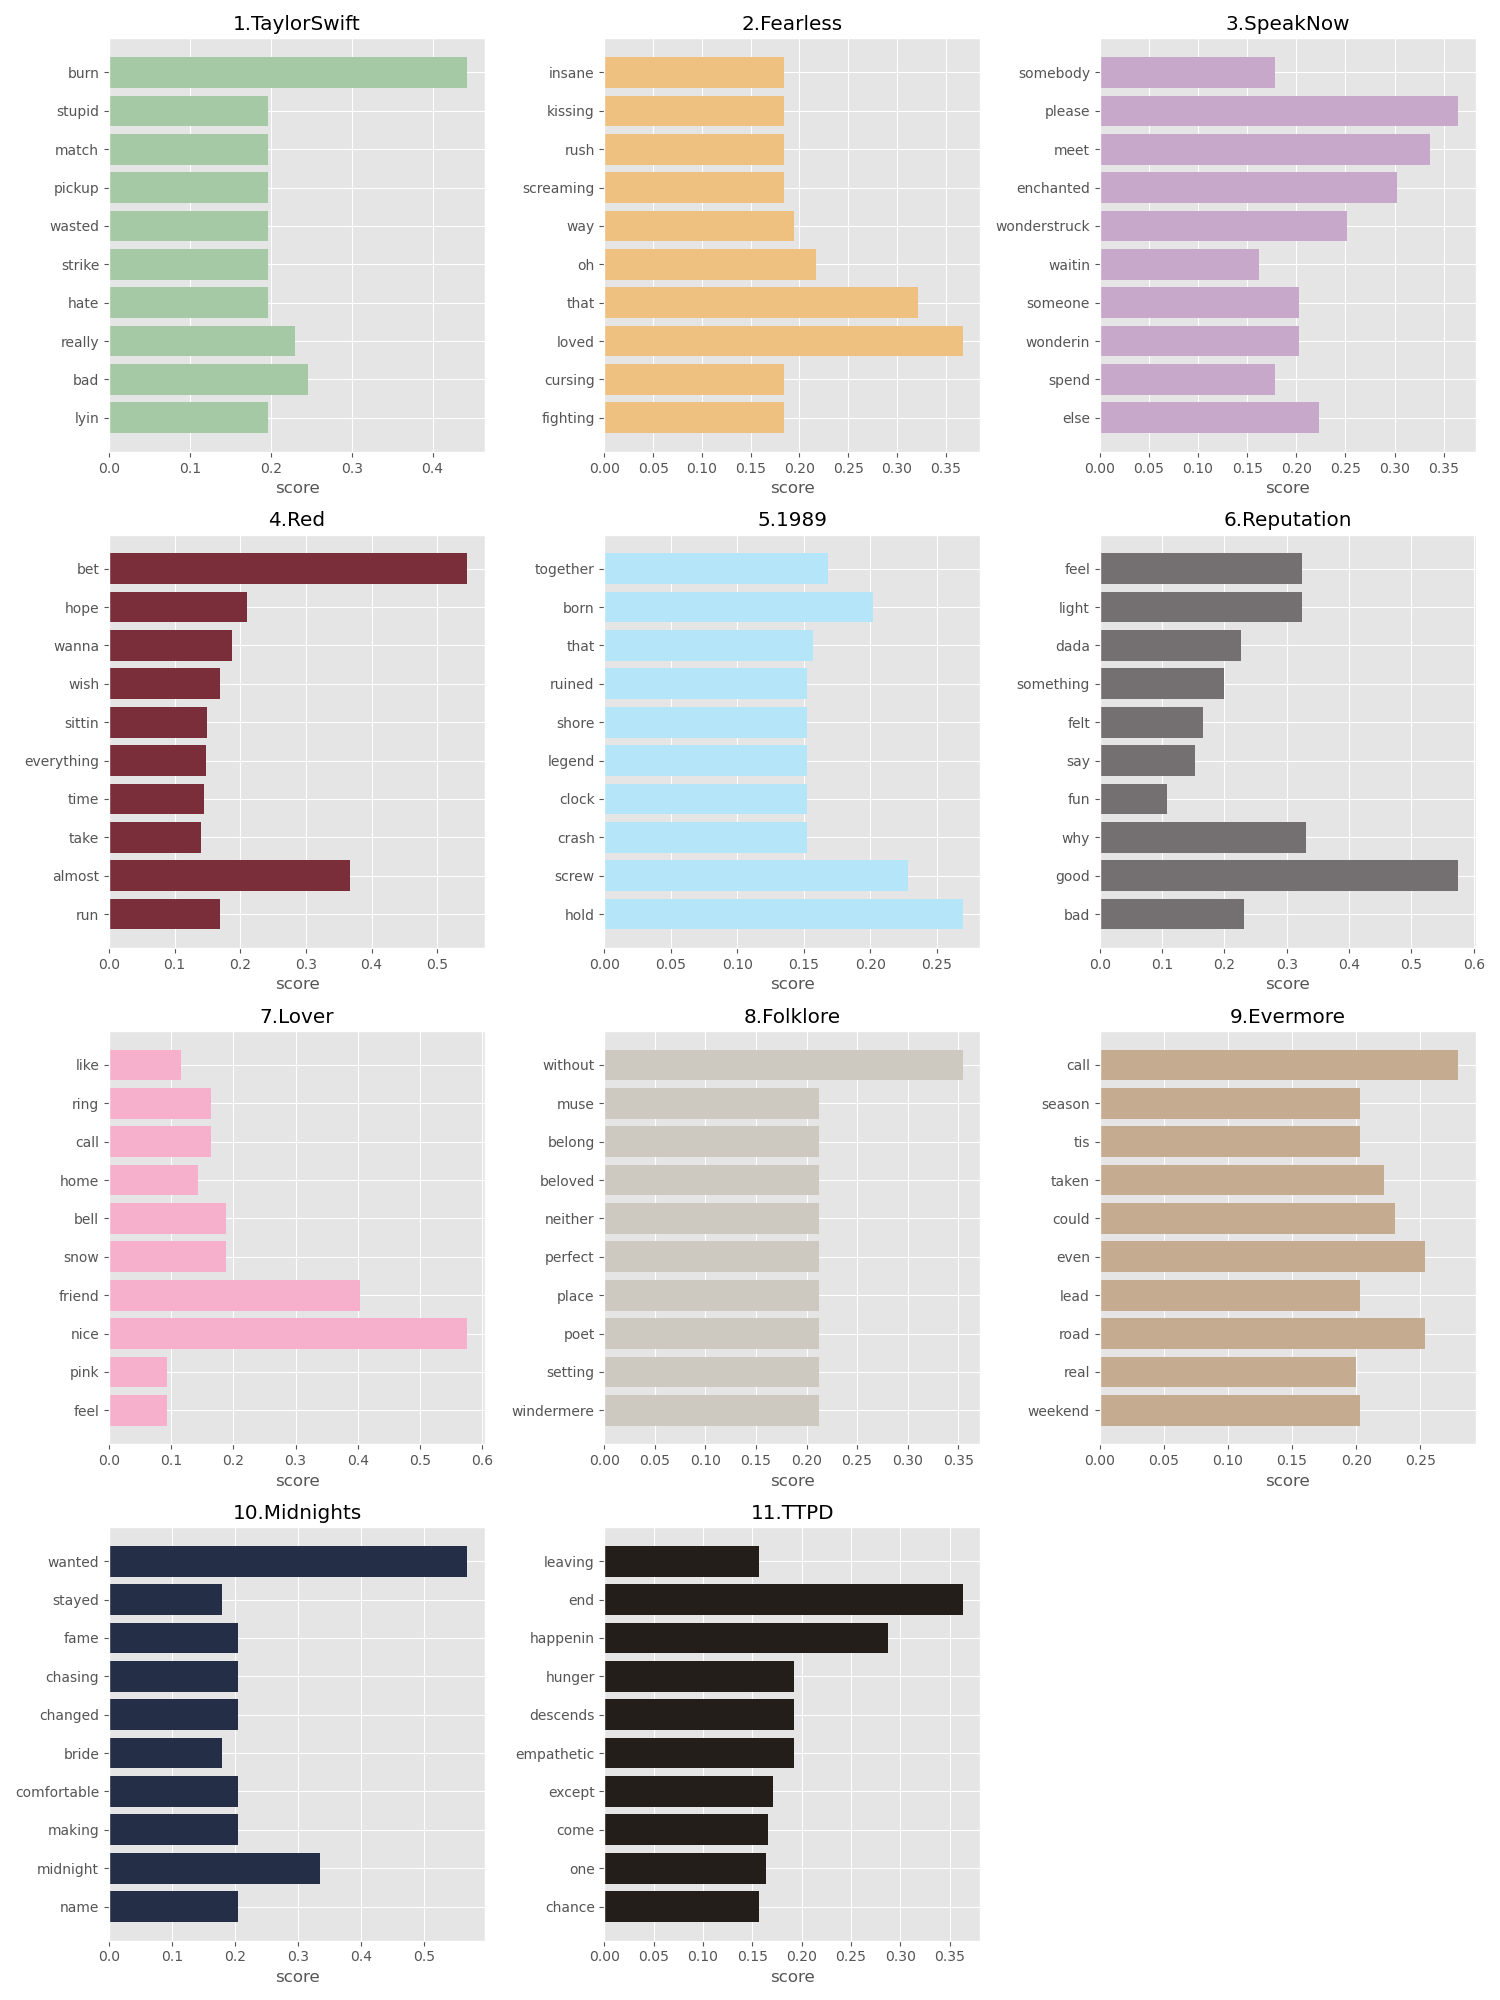 1.TaylorSwift
burn
stupid
match
pickup
wasted
strike
hate
really
bad
lyin
0.0 0.1 0.2 0.3 0.4
score
2.Fearless
insane
kissing
rush
screaming
way
oh
that
loved
cursing
fighting
0.00 0.05 0.10 0.15 0.20 0.25 0.30 0.35
score
3.SpeakNow
somebody
please
meet
enchanted
wonderstruck
waitin
someone
wonderin
spend
else
0.00 0.05 0.10 0.15 0.20 0.25 0.30 0.35
score
4.Red
bet
hope
wanna
wish
sittin
everything
time
take
almost
run
0.0 0.1 0.2 0.3 0.4 0.5
score
5.1989
together
born
that
ruined
shore
legend
clock
crash
screw
hold
0.00 0.05 0.10 0.15 0.20 0.25
score
6.Reputation
feel
light
dada
something
felt
say
fun
why
good
bad
0.0 0.1 0.2 0.3 0.4 0.5 0.6
score
7.Lover
like
ring
call
home
bell
snow
friend
nice
pink
feel
0.0 0.1 0.2 0.3 0.4 0.5 0.6
score
8.Folklore
without
muse
belong
beloved
neither
perfect
place
poet
setting
windermere
0.00 0.05 0.10 0.15 0.20 0.25 0.30 0.35
score
9.Evermore
call
season
tis
taken
could
even
lead
road
real
weekend
0.00 0.05 0.10 0.15 0.20 0.25
score
10.Midnights
wanted
stayed
fame
chasing
changed
bride
comfortable
making
midnight
name
0.0 0.1 0.2 0.3 0.4 0.5
score
11.TTPD
leaving
end
happenin
hunger
descends
empathetic
except
come
one
chance
0.00 0.05 0.10 0.15 0.20 0.25 0.30 0.35
score